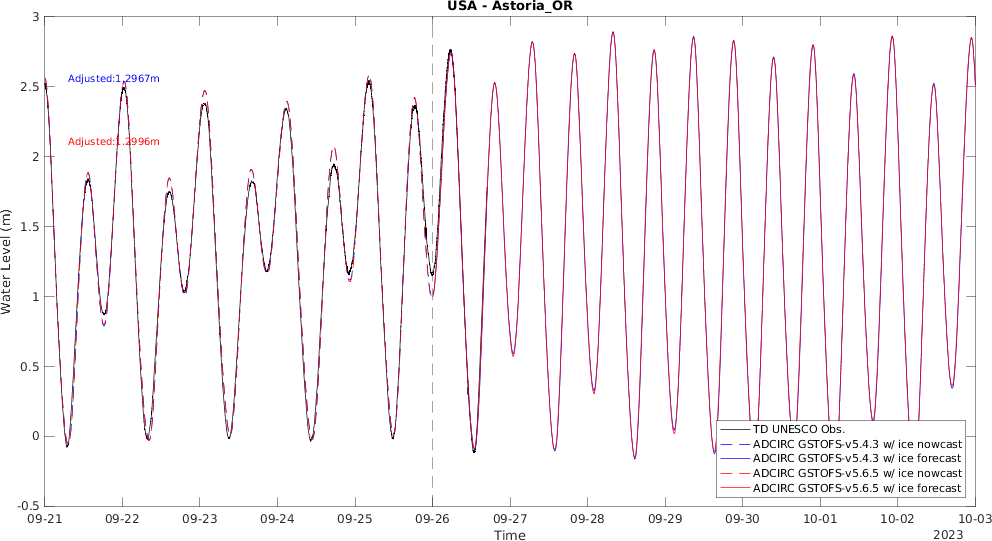 USA - Astoria_OR
3
2.5
2
1.5
1
0.5
0
-0.5
Water Level (m)
Adjusted:1.2967m
Adjusted:1.2996m
TD UNESCO Obs.
ADCIRC GSTOFS-v5.4.3 w/ ice nowcast
ADCIRC GSTOFS-v5.4.3 w/ ice forecast
ADCIRC GSTOFS-v5.6.5 w/ ice nowcast
ADCIRC GSTOFS-v5.6.5 w/ ice forecast
09-21 09-22 09-23 09-24 09-25 09-26 09-27 09-28 09-29 09-30 10-01 10-02 10-03
Time
2023